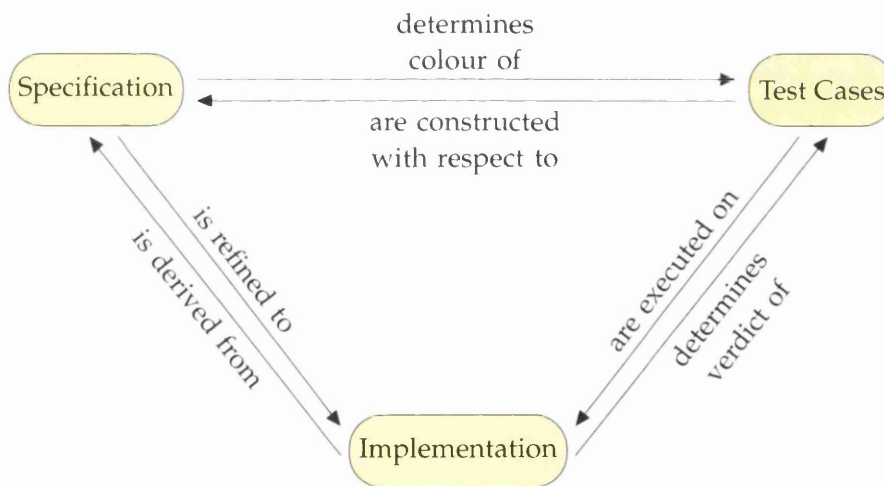 determines
colour of
Specification
Test Cases
are constructed
with respect to
is refined to
is derived from
are executed on
determines
verdict of
Implementation